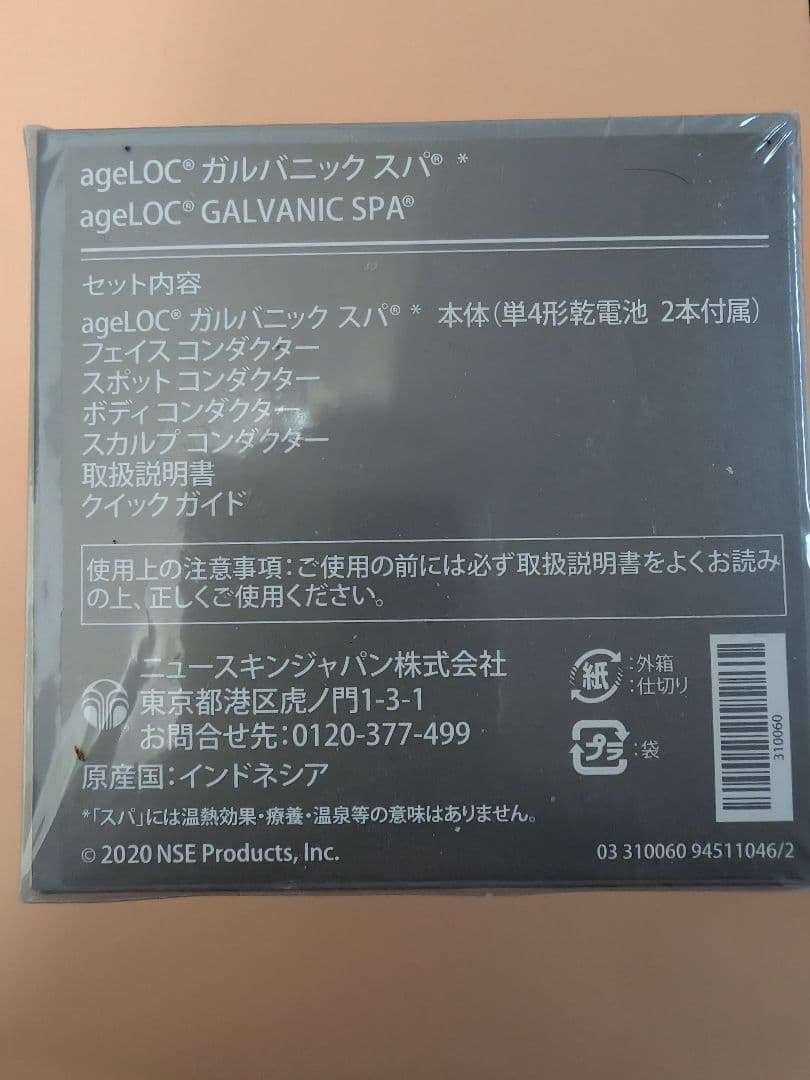 ageLOC® ガルバニック スパ® *
ageLOC® GALVANIC SPA®
セット内容
ageLOC® ガルバニック スパ® * 本体(単4形乾電池 2本付属)
フェイス コンダクター
スポット コンダクター
ボディ コンダクター
スカルプ コンダクター
取扱説明書
クイック ガイド
使用上の注意事項:ご使用の前には必ず取扱説明書をよくお読み
の上、正しくご使用ください。
ニュースキンジャパン株式会社
東京都港区虎ノ門1-3-1
お問合せ先:0120-377-499
原産国:インドネシア
*「スパ」には温熱効果・療養・温泉等の意味はありません。
© 2020 NSE Products, Inc.
紙:外箱
:仕切り
プラ:袋
310060
03 310060 94511046/2